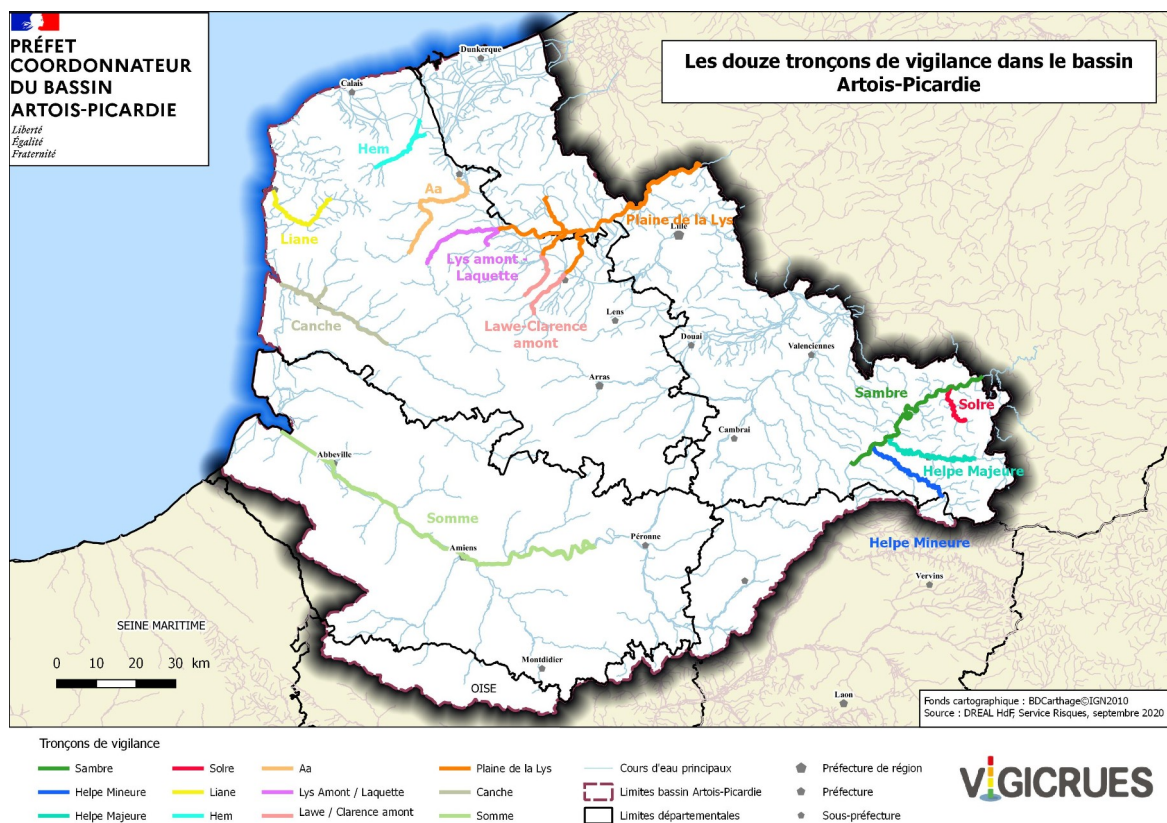 PRÉFET
COORDONNATEUR
DU BASSIN
ARTOIS-PICARDIE
Liberté
Égalité
Fraternité
Les douze tronçons de vigilance dans le bassin
Artois-Picardie
Dunkerque
Calais
Hem
Aa
Plaine de la Lys
Lille
Liane
Lys amont -
Laquette
Canche
Lawe-Clarence
amont
Lens
Douai
Valenciennes
Arras
Sambre
Solre
Cambrai
Abbeville
Helpe Majeure
Somme
Amiens
Péronne
Helpe Mineure
Vervins
SEINE MARITIME
0 10 20 30 km
Montdidier
OISE
Laon
Fonds cartographique : BDCarthage©IGN2010
Source : DREAL HdF, Service Risques, septembre 2020
Tronçons de vigilance
Sambre Solre Aa Plaine de la Lys Cours d'eau principaux Préfecture de région
Helpe Mineure Liane Lys Amont / Laquette Canche Limites bassin Artois-Picardie Préfecture
Helpe Majeure Hem Lawe / Clarence amont Somme Limites départementales Sous-préfecture
VIGICRUES